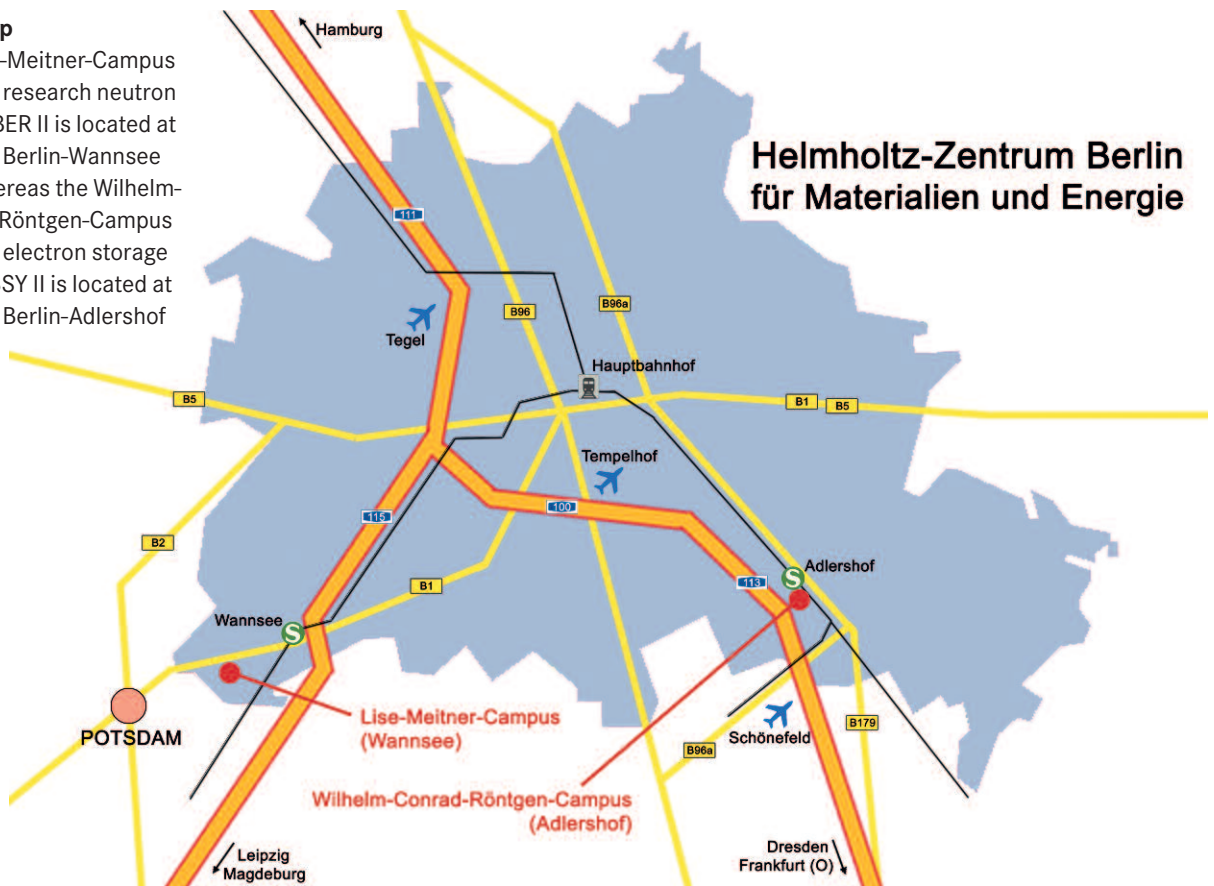 p
-Meitner-Campus
research neutron
BER II is located at
Berlin-Wannsee
ereas the Wilhelm-
Röntgen-Campus
electron storage
SSY II is located at
Berlin-Adlershof
Hamburg
Helmholtz-Zentrum Berlin
für Materialien und Energie
111
B96
B96a
Tegel
Hauptbahnhof
B5
B1
B5
Tempelhof
115
100
B2
B1
113
S
Adlershof
Wannsee
S
POTSDAM
Lise-Meitner-Campus
(Wannsee)
Schönefeld
B179
B96a
Wilhelm-Conrad-Röntgen-Campus
(Adlershof)
Leipzig
Magdeburg
Dresden
Frankfurt (O)